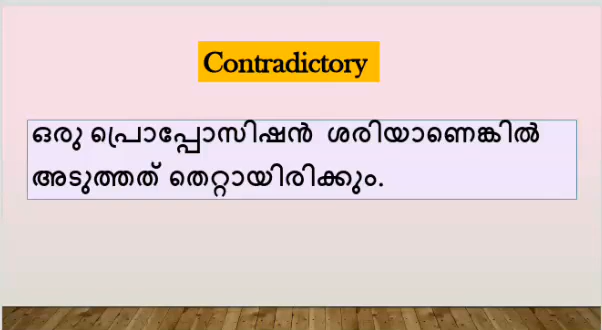 Contradictory
ഒരു പ്രൊപ്പോസിഷൻ ശരിയാണെങ്കിൽ
അടുത്തത് തെറ്റായിരിക്കും.